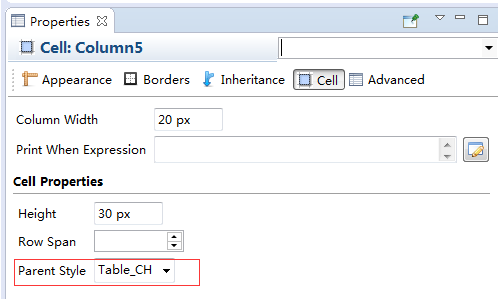 Properties
Cell: Column5
Appearance Borders Inheritance Cell Advanced
Column Width 20 px
Print When Expression
Cell Properties
Height 30 px
Row Span
Parent Style Table_CH